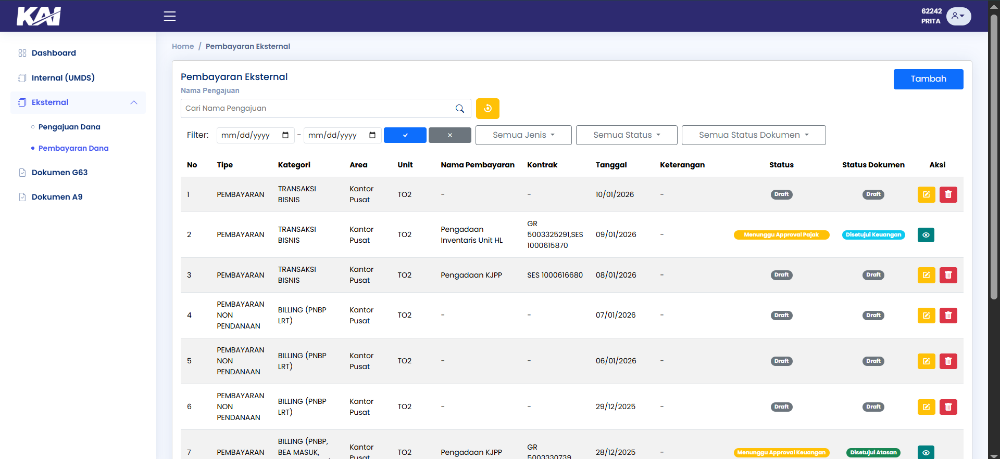 KAI
62242
PRITA
Dashboard
Internal (UMDS)
Eksternal
Pengajuan Dana
Pembayaran Dana
Dokumen G63
Dokumen A9
Home / Pembayaran Eksternal
Pembayaran Eksternal
Tambah
Nama Pengajuan
Cari Nama Pengajuan
Filter: mm/dd/yyyy - mm/dd/yyyy Semua Jenis Semua Status Semua Status Dokumen
No Tipe Kategori Area Unit Nama Pembayaran Kontrak Tanggal Keterangan Status Status Dokumen Aksi
1 PEMBAYARAN TRANSAKSI BISNIS Kantor Pusat TO2 - - 10/01/2026 - Draft Draft
2 PEMBAYARAN TRANSAKSI BISNIS Kantor Pusat TO2 Pengadaan Inventaris Unit HL GR 5003325291,SES 1000615870 09/01/2026 - Menunggu Approval Pajak Disetujui Keuangan
3 PEMBAYARAN TRANSAKSI BISNIS Kantor Pusat TO2 Pengadaan KJPP SES 1000616680 08/01/2026 - Draft Draft
4 PEMBAYARAN NON PENDANAAN BILLING (PNBP LRT) Kantor Pusat TO2 - - 07/01/2026 - Draft Draft
5 PEMBAYARAN NON PENDANAAN BILLING (PNBP LRT) Kantor Pusat TO2 - - 06/01/2026 - Draft Draft
6 PEMBAYARAN NON PENDANAAN BILLING (PNBP LRT) Kantor Pusat TO2 - - 29/12/2025 - Draft Draft
7 PEMBAYARAN BILLING (PNBP, BEA MASUK, Kantor Pusat TO2 Pengadaan KJPP GR 5003330739 28/12/2025 - Menunggu Approval Keuangan Disetujui Atasan